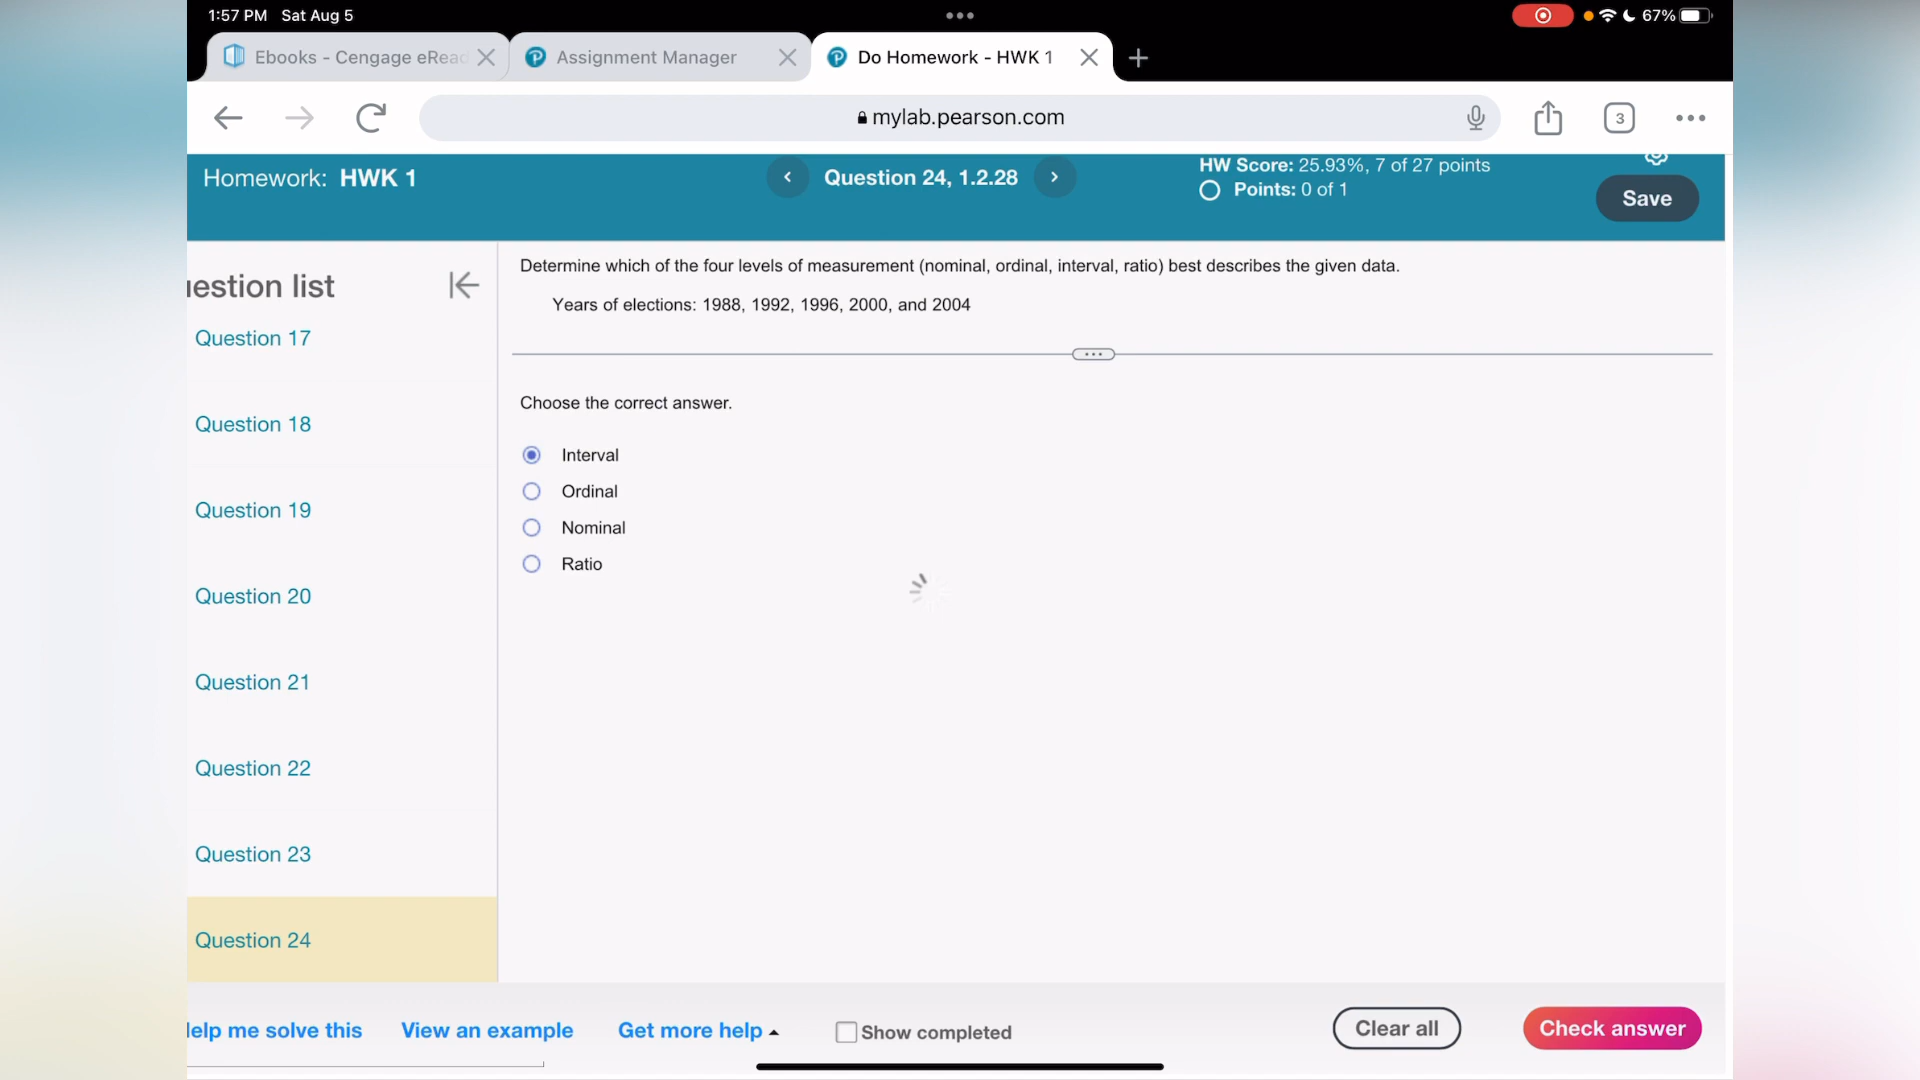 1:57 PM Sat Aug 5
67%
Ebooks - Cengage eRead
Assignment Manager
Do Homework - HWK 1
mylab.pearson.com
3
Homework: HWK 1
Question 24, 1.2.28
HW Score: 25.93%, 7 of 27 points
Points: 0 of 1
Save
uestion list
Question 17
Question 18
Question 19
Question 20
Question 21
Question 22
Question 23
Question 24
Determine which of the four levels of measurement (nominal, ordinal, interval, ratio) best describes the given data.
Years of elections: 1988, 1992, 1996, 2000, and 2004
Choose the correct answer.
Interval
Ordinal
Nominal
Ratio
elp me solve this
View an example
Get more help
Show completed
Clear all
Check answer